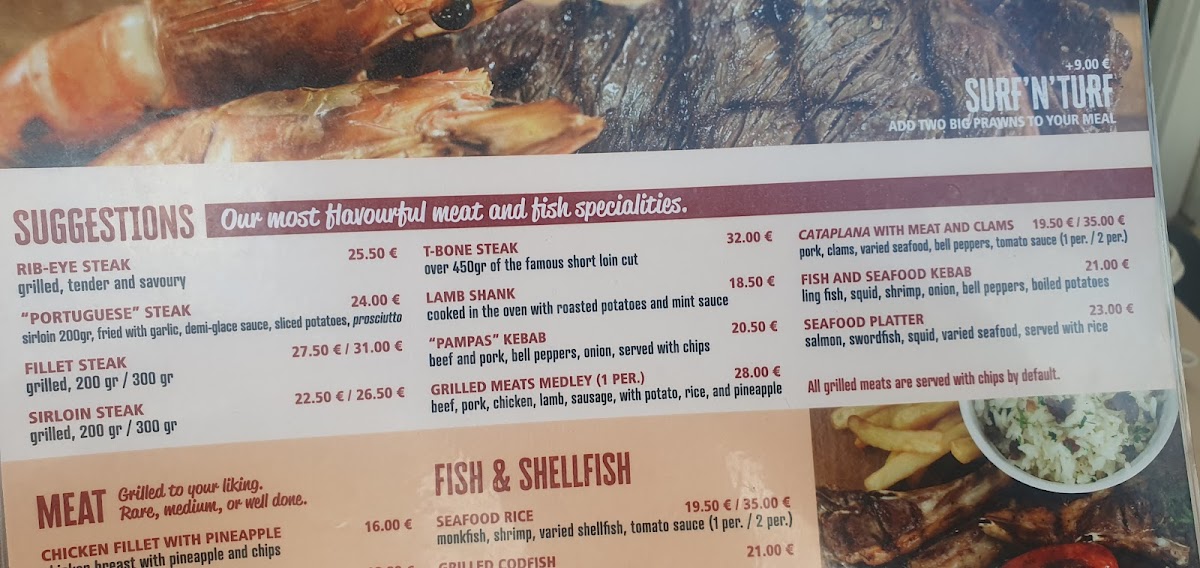 +9.00 €
SURF'N'TURF
ADD TWO BIG PRAWNS TO YOUR MEAL
SUGGESTIONS Our most flavourful meat and fish specialities.
RIB-EYE STEAK 25.50 €
grilled, tender and savoury
"PORTUGUESE" STEAK 24.00 €
sirloin 200gr, fried with garlic, demi-glace sauce, sliced potatoes, prosciutto
FILLET STEAK 27.50 € / 31.00 €
grilled, 200 gr / 300 gr
SIRLOIN STEAK 22.50 € / 26.50 €
grilled, 200 gr / 300 gr
T-BONE STEAK 32.00 €
over 450gr of the famous short loin cut
LAMB SHANK 18.50 €
cooked in the oven with roasted potatoes and mint sauce
"PAMPAS" KEBAB 20.50 €
beef and pork, bell peppers, onion, served with chips
GRILLED MEATS MEDLEY (1 PER.) 28.00 €
beef, pork, chicken, lamb, sausage, with potato, rice, and pineapple
CATAPLANA WITH MEAT AND CLAMS 19.50 € / 35.00 €
pork, clams, varied seafood, bell peppers, tomato sauce (1 per. / 2 per.)
FISH AND SEAFOOD KEBAB 21.00 €
ling fish, squid, shrimp, onion, bell peppers, boiled potatoes
SEAFOOD PLATTER 23.00 €
salmon, swordfish, squid, varied seafood, served with rice
All grilled meats are served with chips by default.
MEAT Grilled to your liking.
Rare, medium, or well done.
CHICKEN FILLET WITH PINEAPPLE 16.00 €
breast with pineapple and chips
FISH & SHELLFISH
SEAFOOD RICE 19.50 € / 35.00 €
monkfish, shrimp, varied shellfish, tomato sauce (1 per. / 2 per.)
GRILLED CODFISH 21.00 €